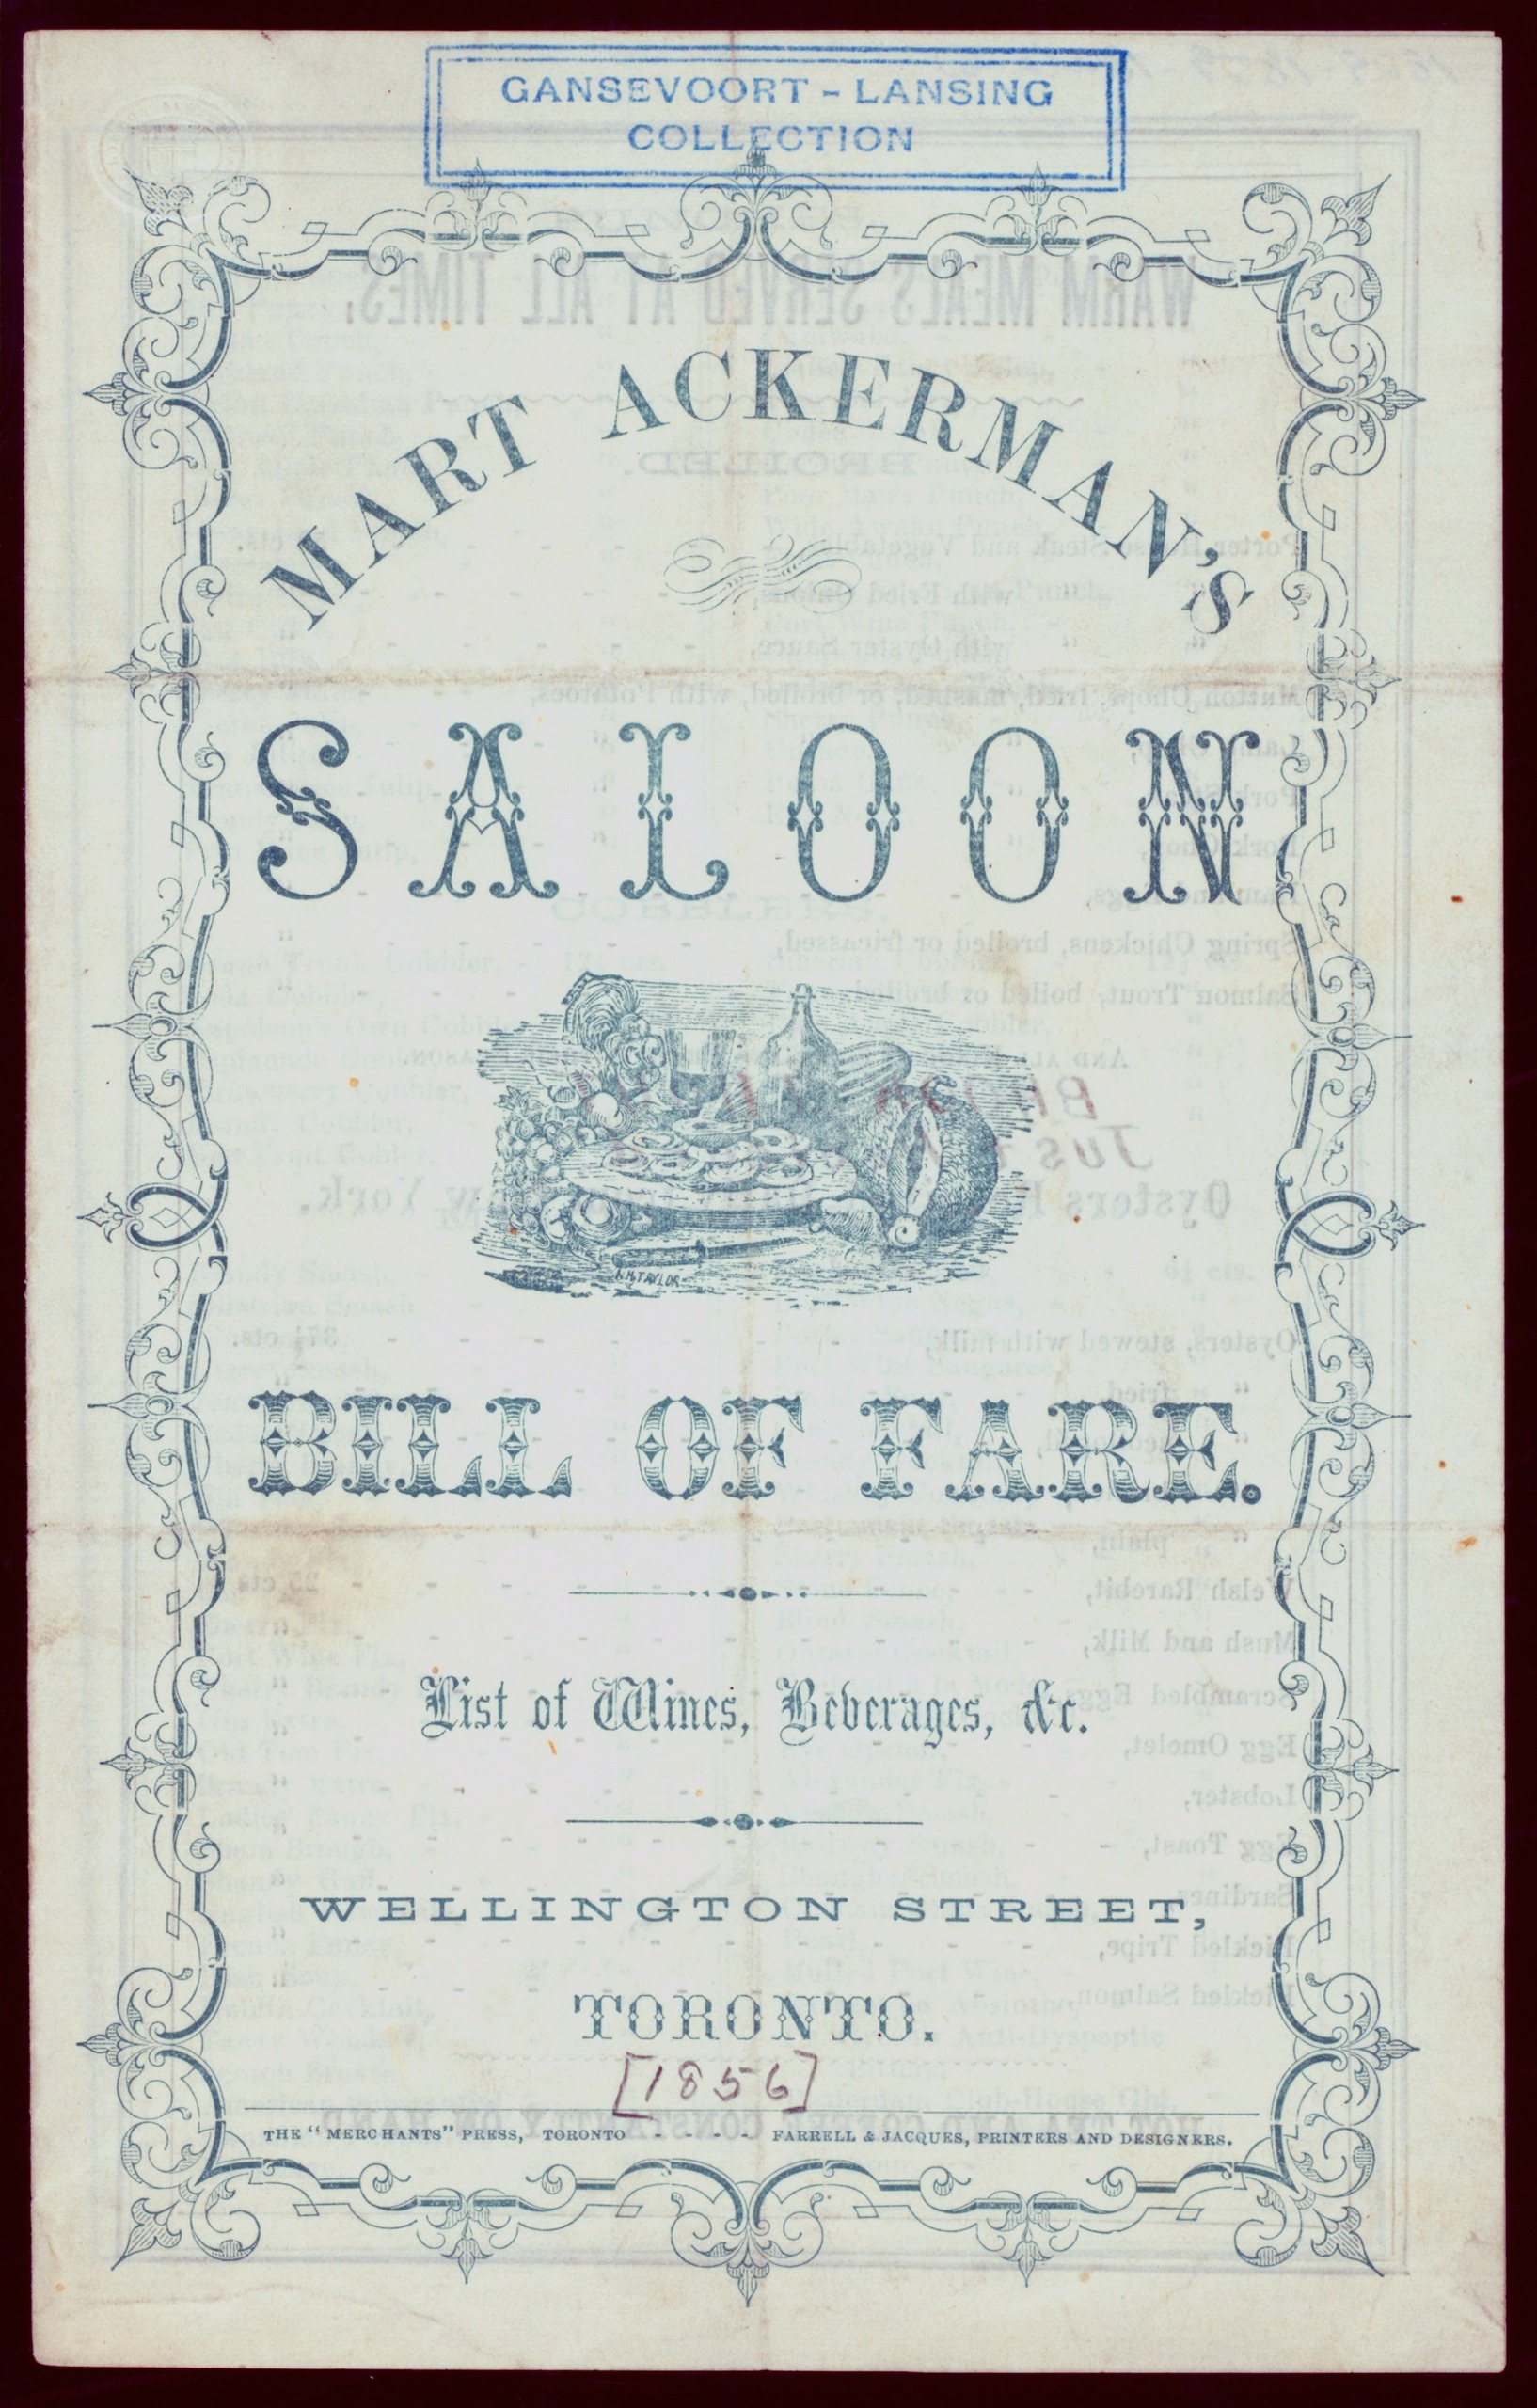 GANSEVOORT - LANSING
COLLECTION
MART ACKERMAN'S
SALOON
N.H.TAYLOR
BILL OF FARE.
List of Wines, Beverages, &c.
WELLINGTON STREET,
TORONTO.
[1856]
THE "MERCHANTS" PRESS, TORONTO - - - - FARRELL & JACQUES, PRINTERS AND DESIGNERS.